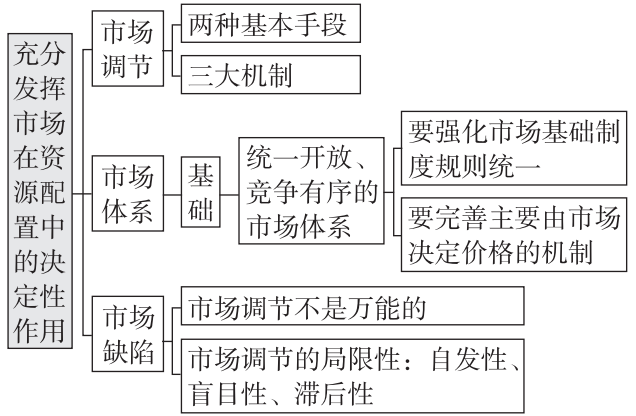 充分
发挥
市场
在资
源配
置中
的决
定性
作用
市场
调节
两种基本手段
三大机制
市场
体系
基
础
统一开放、
竞争有序的
市场体系
要强化市场基础制
度规则统一
要完善主要由市场
决定价格的机制
市场
缺陷
市场调节不是万能的
市场调节的局限性：自发性、
盲目性、滞后性